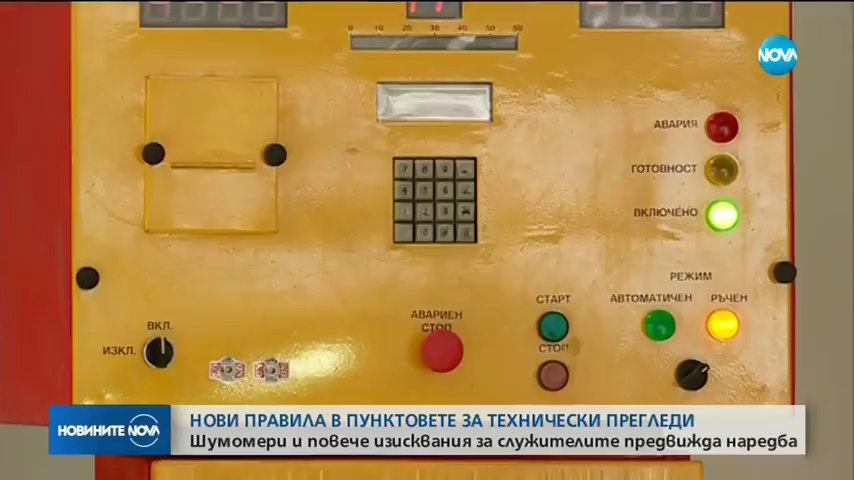 0 10 20 30 40 50 60
NOVA
АВАРИЯ
ГОТОВНОСТ
ВКЛЮЧЕНО
РЕЖИМ
АВТОМАТИЧЕН РЪЧЕН
СТАРТ
АВАРИЕН
СТОП
СТОП
ВКЛ.
ИЗКЛ.
НОВИНИТЕ NOVA
НОВИ ПРАВИЛА В ПУНКТОВЕТЕ ЗА ТЕХНИЧЕСКИ ПРЕГЛЕДИ
Шумомери и повече изисквания за служителите предвижда наредба